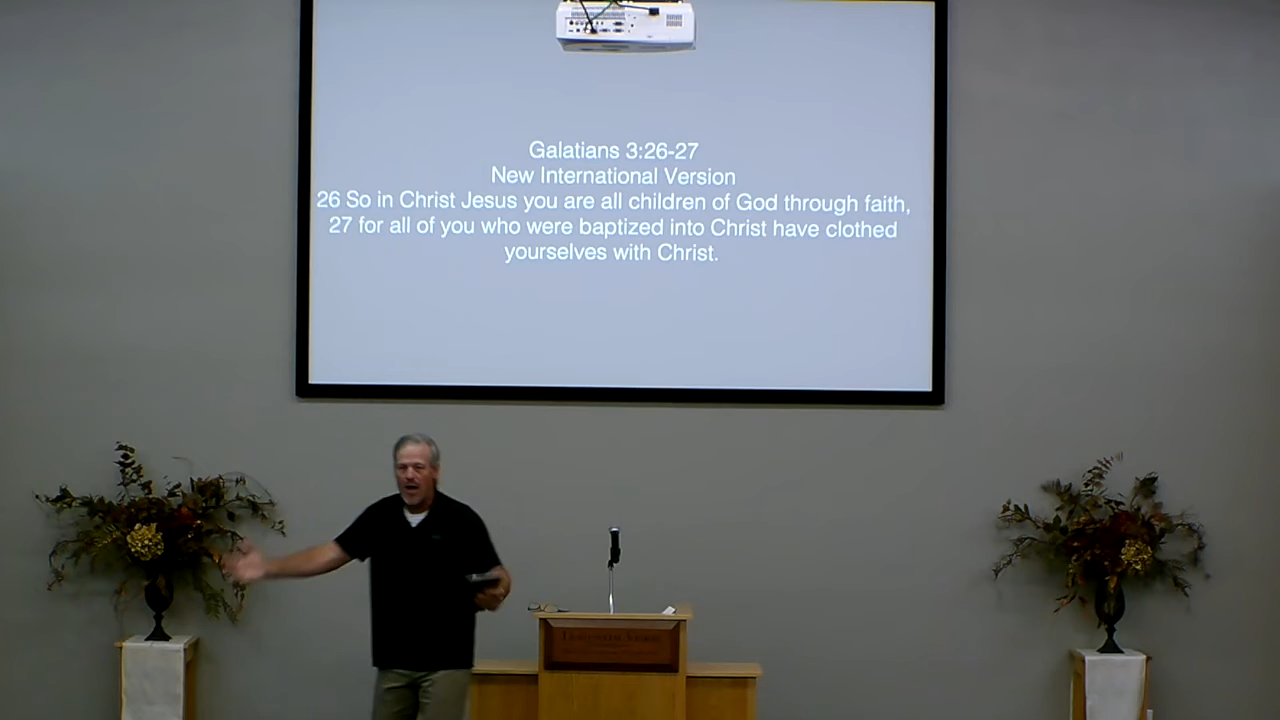 Galatians 3:26-27
New International Version
26 So in Christ Jesus you are all children of God through faith,
27 for all of you who were baptized into Christ have clothed
yourselves with Christ.